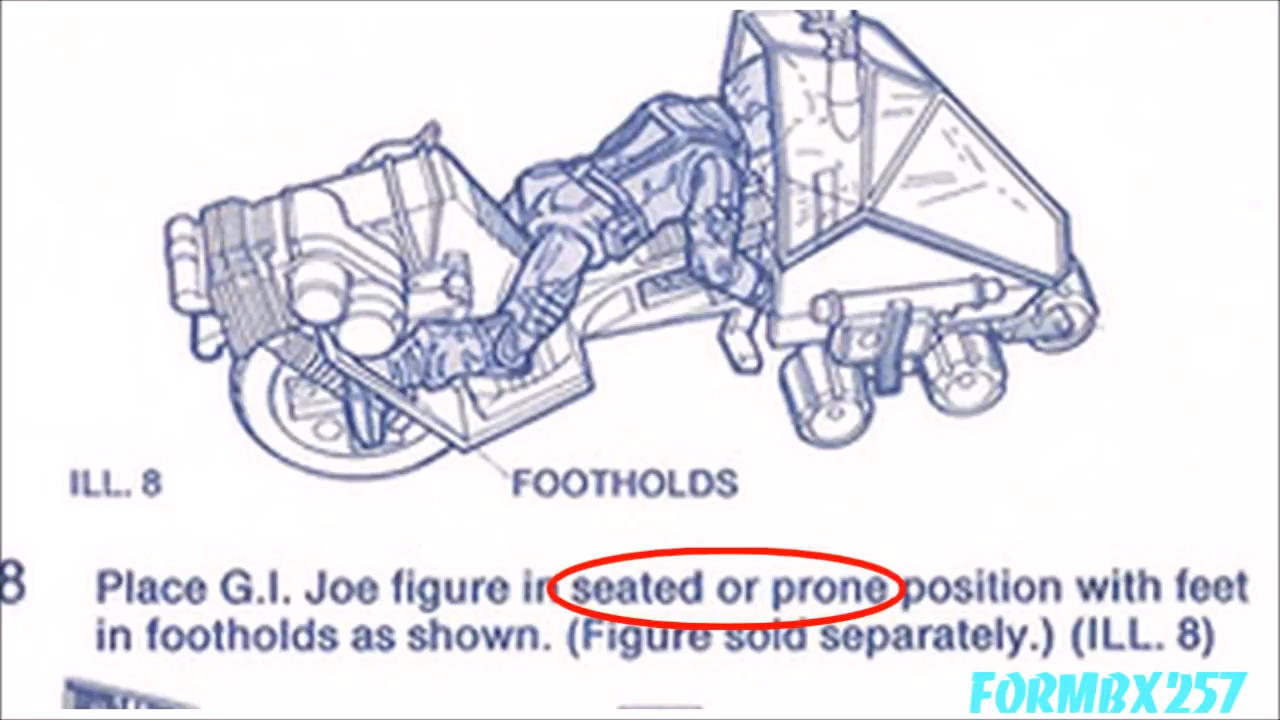 ILL. 8
FOOTHOLDS
8 Place G.I. Joe figure in seated or prone position with feet
in footholds as shown. (Figure sold separately.) (ILL. 8)
FORMBX257